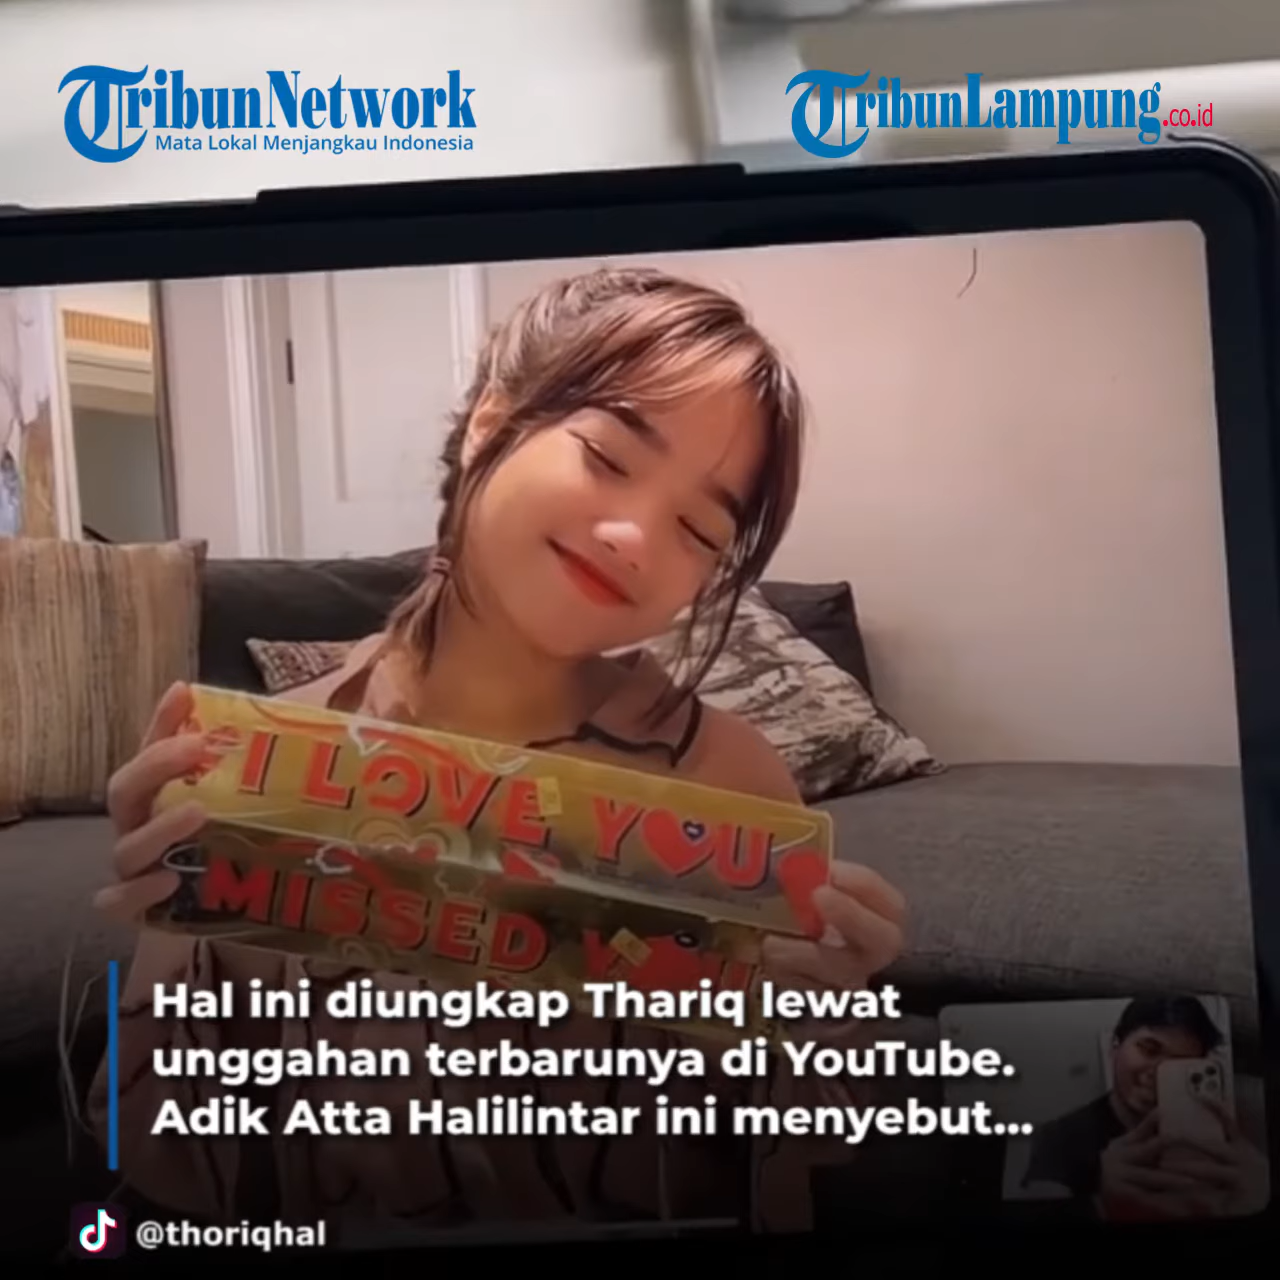 TribunNetwork
Mata Lokal Menjangkau Indonesia
TribunLampung.co.id
I LOVE YOU
MISSED YOU
Hal ini diungkap Thariq lewat
unggahan terbarunya di YouTube.
Adik Atta Halilintar ini menyebut...
@thoriqhal